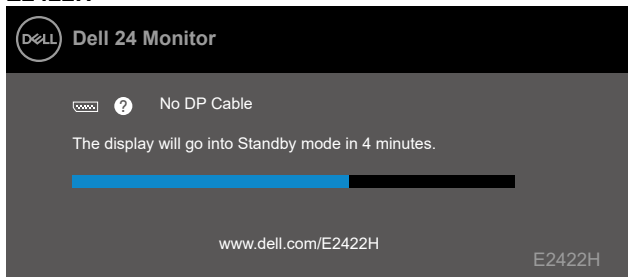 E2422H
DELL Dell 24 Monitor
? No DP Cable
The display will go into Standby mode in 4 minutes.
www.dell.com/E2422H
E2422H